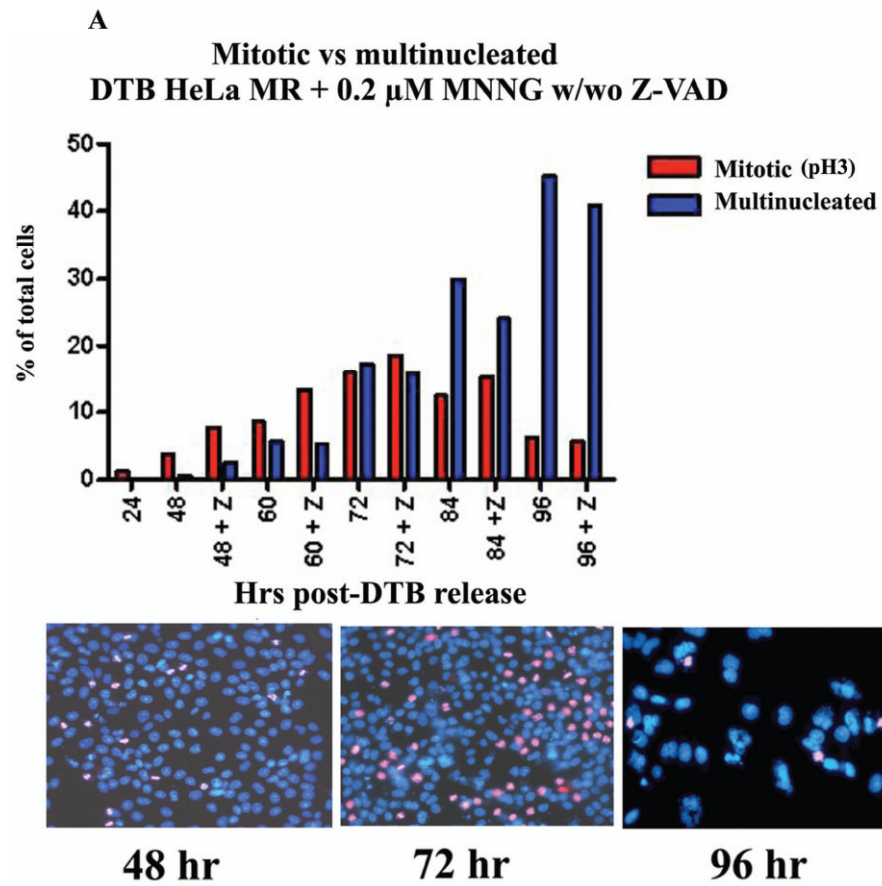 A
Mitotic vs multinucleated
DTB HeLa MR + 0.2 µM MNNG w/wo Z-VAD
50
40
30
20
10
0
% of total cells
Mitotic (pH3)
Multinucleated
24
48
48 + Z
60
60 + Z
72
72 + Z
84
84 +Z
96
96 + Z
Hrs post-DTB release
48 hr
72 hr
96 hr